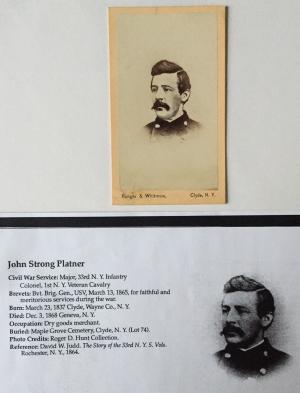 Rungey & Whitmore, Clyde, N. Y.
John Strong Platner
Civil War Service: Major, 33rd N. Y. Infantry
Colonel, 1st N. Y. Veteran Cavalry
Brevets: Bvt. Brig. Gen., USV, March 13, 1865, for faithful and
meritorious services during the war.
Born: March 23, 1837 Clyde, Wayne Co., N. Y.
Died: Dec. 3, 1868 Geneva, N. Y.
Occupation: Dry goods merchant.
Buried: Maple Grove Cemetery, Clyde, N. Y. (Lot 74).
Photo Credits: Roger D. Hunt Collection.
Reference: David W. Judd. The Story of the 33rd N. Y. S. Vols.
Rochester, N. Y., 1864.